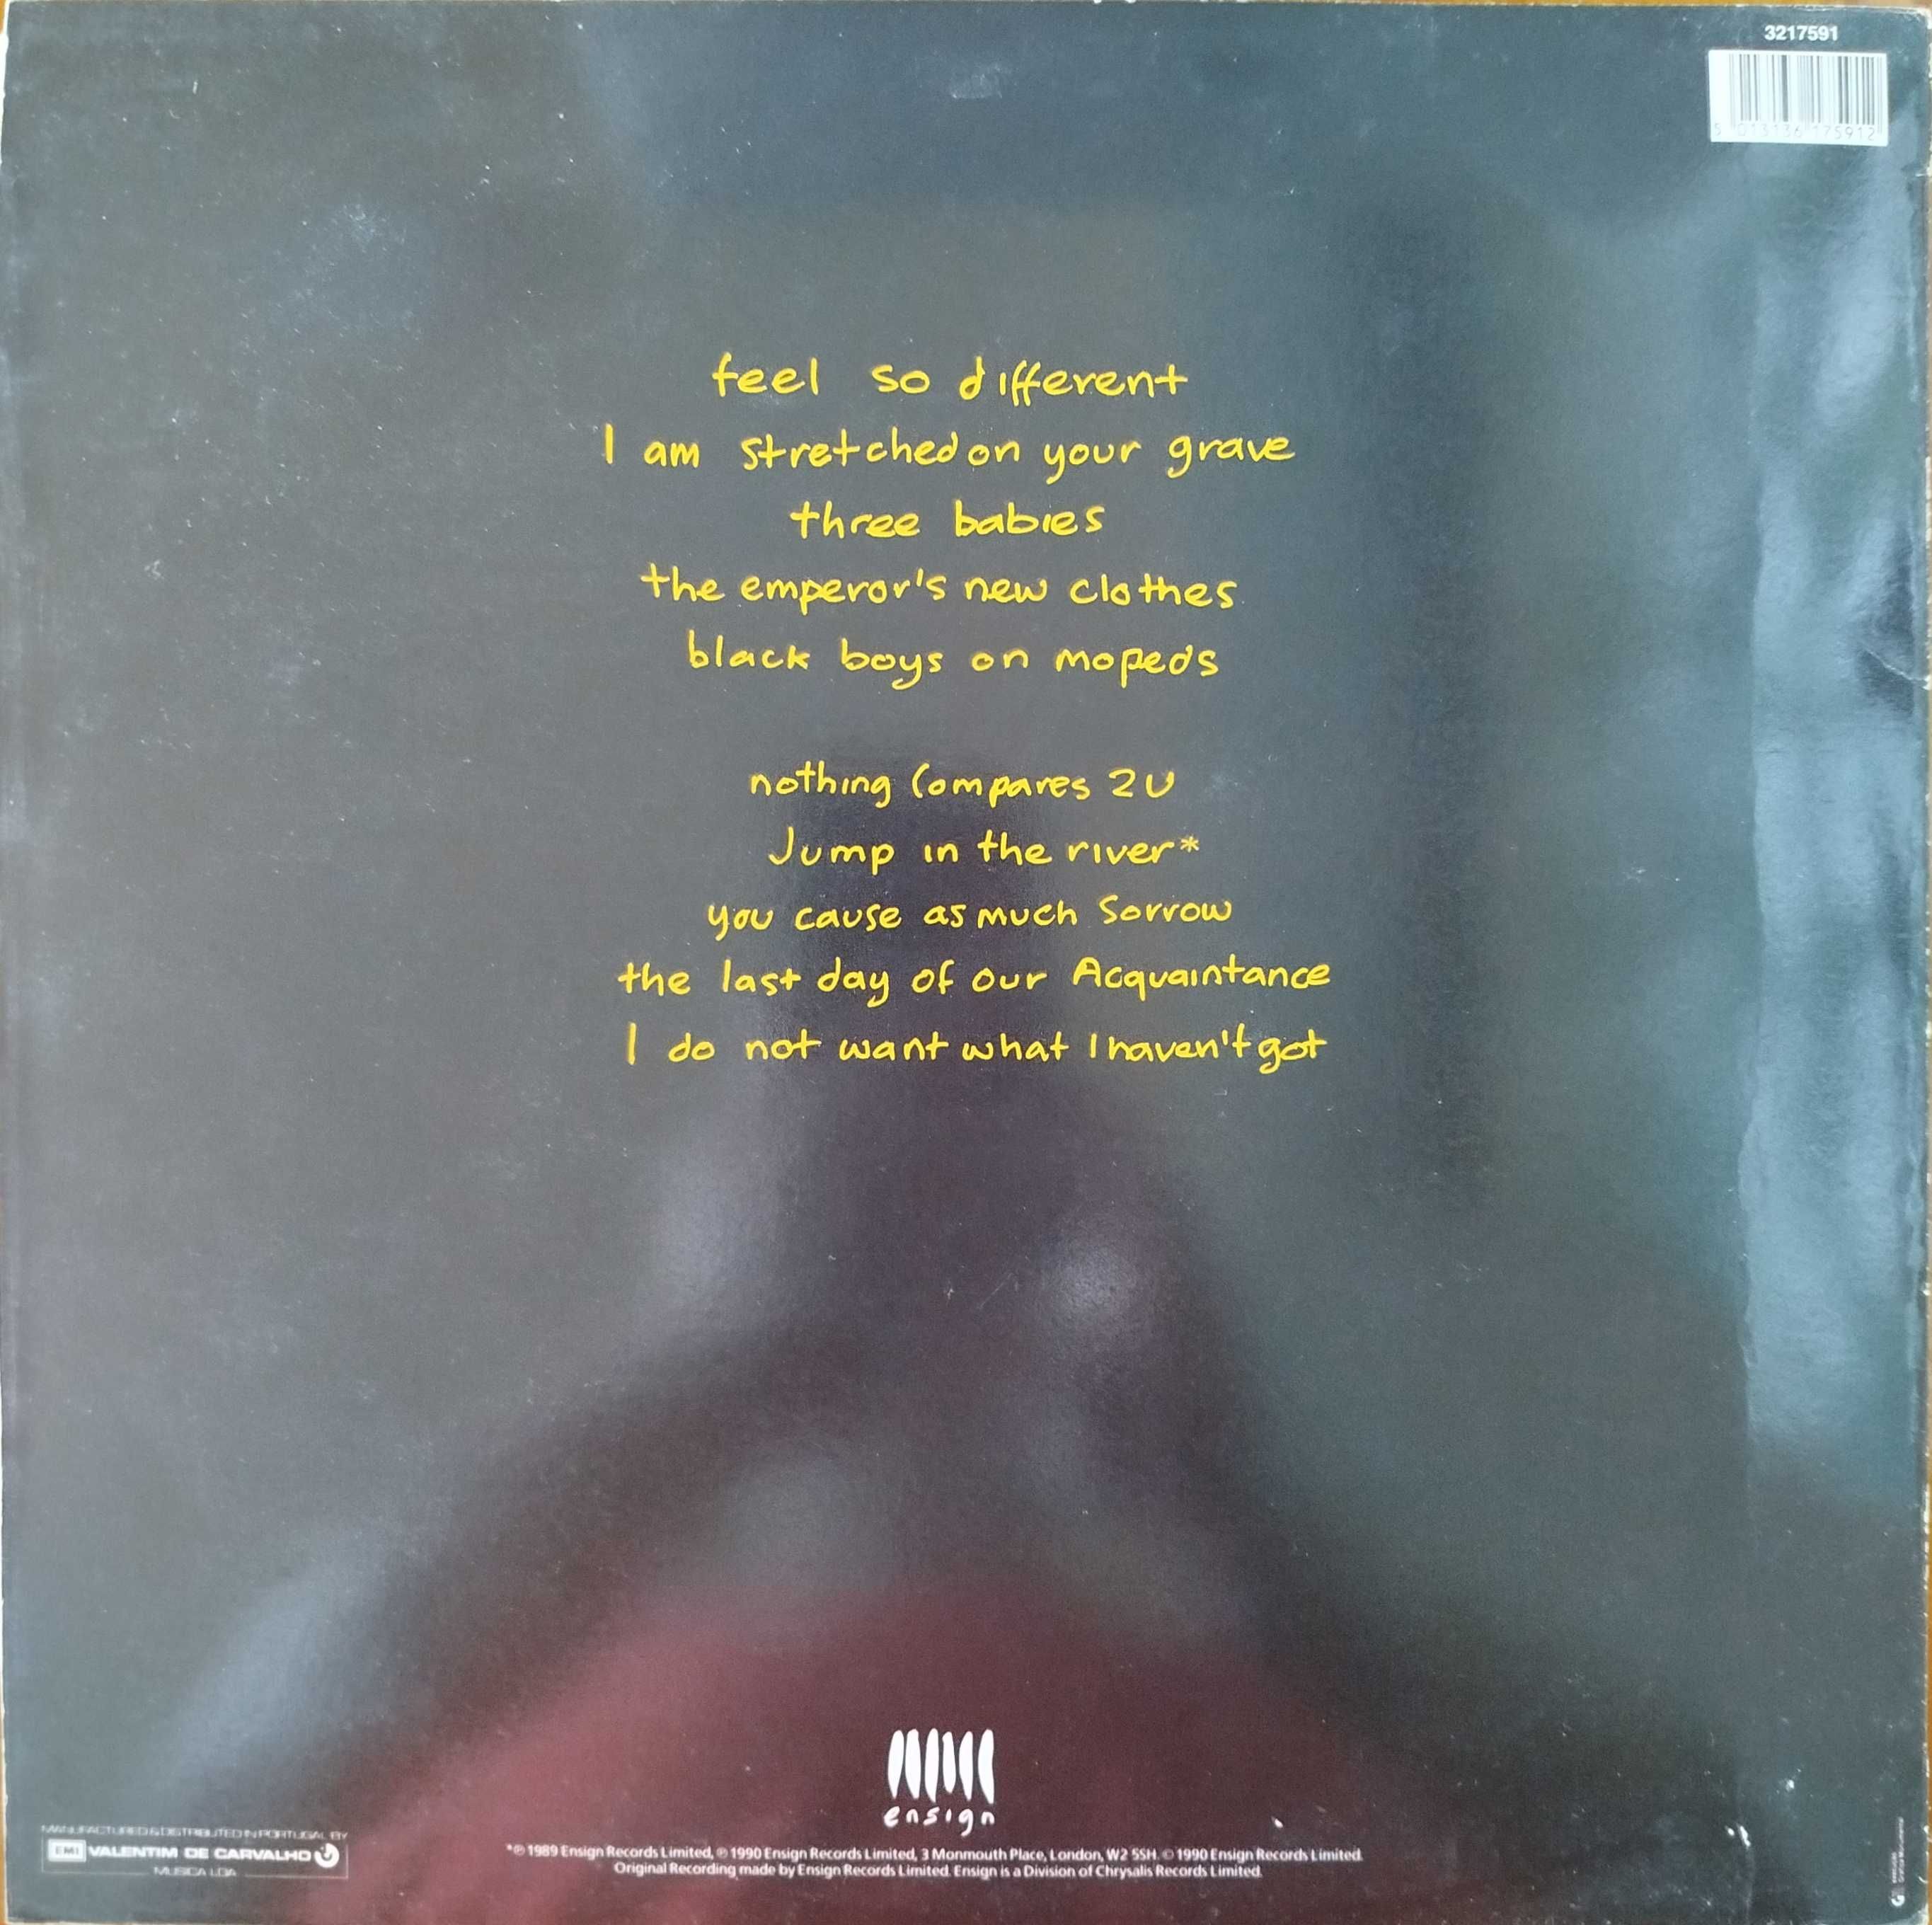 3217591
5 013136 175912
feel so different
I am stretched on your grave
three babies
the emperor's new clothes
black boys on mopeds
nothing Compares 2 U
Jump in the river*
you cause as much Sorrow
the last day of our Acquaintance
I do not want what I haven't got
ensign
MANUFACTURED & DISTRIBUTED IN PORTUGAL BY
EMI VALENTIM DE CARVALHO
MUSICA LDA
*℗ 1989 Ensign Records Limited, ℗ 1990 Ensign Records Limited, 3 Monmouth Place, London, W2 5SH. © 1990 Ensign Records Limited.
Original Recording made by Ensign Records Limited. Ensign is a Division of Chrysalis Records Limited.